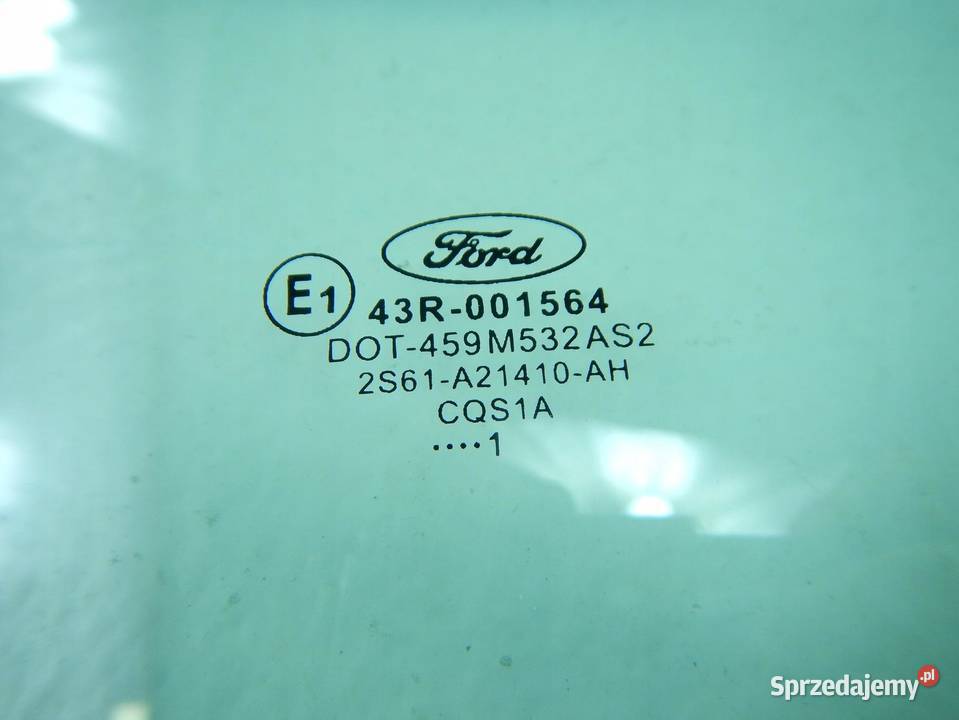 Ford
E1
43R-001564
DOT-459M532AS2
2S61-A21410-AH
CQS1A
····1
Sprzedajemy.pl